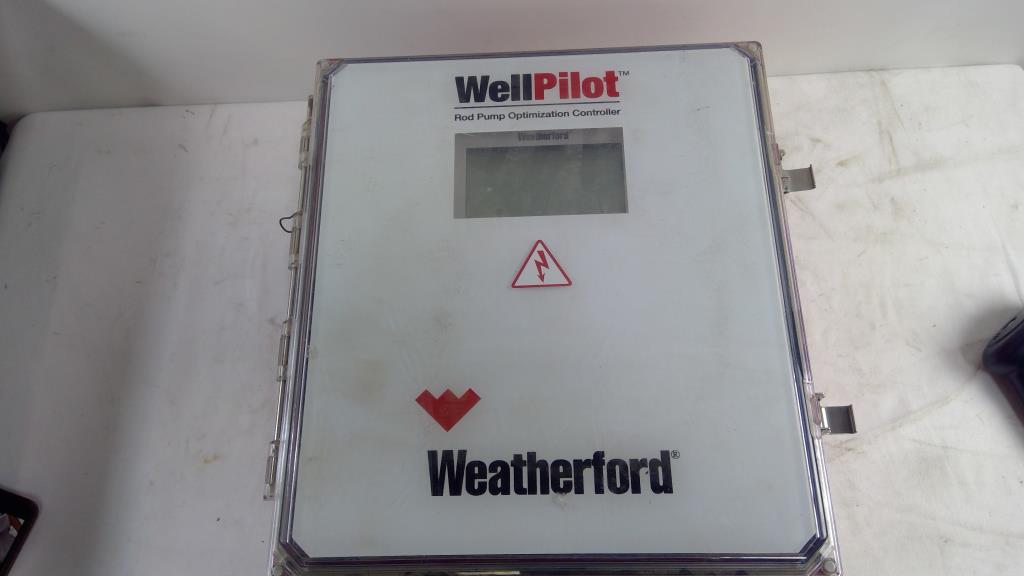 WellPilot™
Rod Pump Optimization Controller
Weatherford
Weatherford®